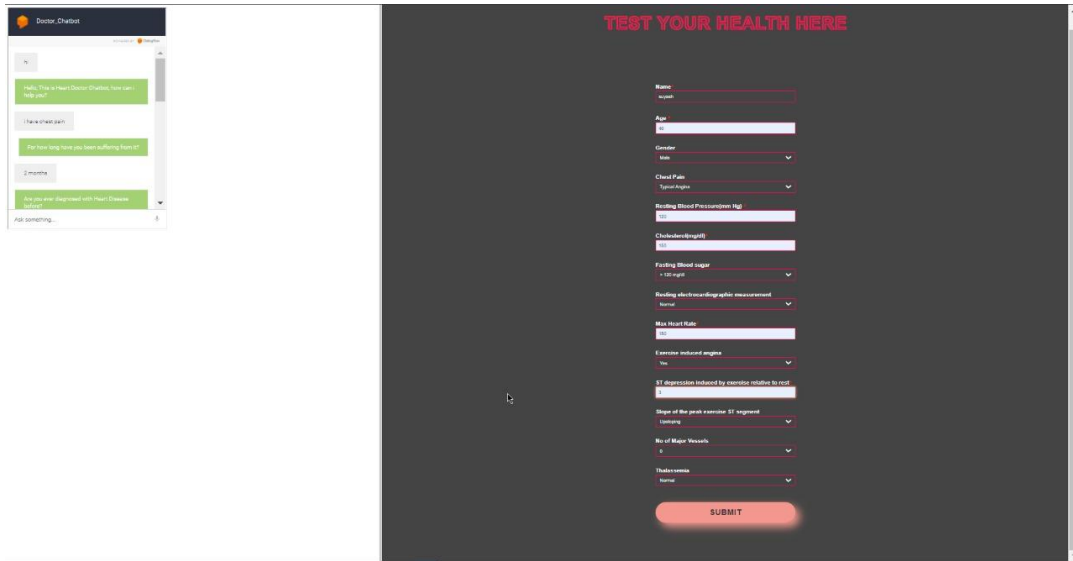 Doctor_Chatbot
hi
Hello, This is Heart Doctor Chatbot, how can I
help you?
I have chest pain
For how long have you been suffering from it?
2 months
Are you ever diagnosed with Heart Disease
before?
Ask something...
TEST YOUR HEALTH HERE
Name*
suyash
Age *
Gender
Male
Chest Pain
Typical Angina
Resting Blood Pressure(mm Hg) *
Cholesterol(mg/dl)*
Fasting Blood sugar
> 120 mg/dl
Resting electrocardiographic measurement
Normal
Max Heart Rate*
Exercise induced angina
Yes
ST depression induced by exercise relative to rest*
Slope of the peak exercise ST segment
Upsloping
No of Major Vessels
0
Thalassemia
Normal
SUBMIT